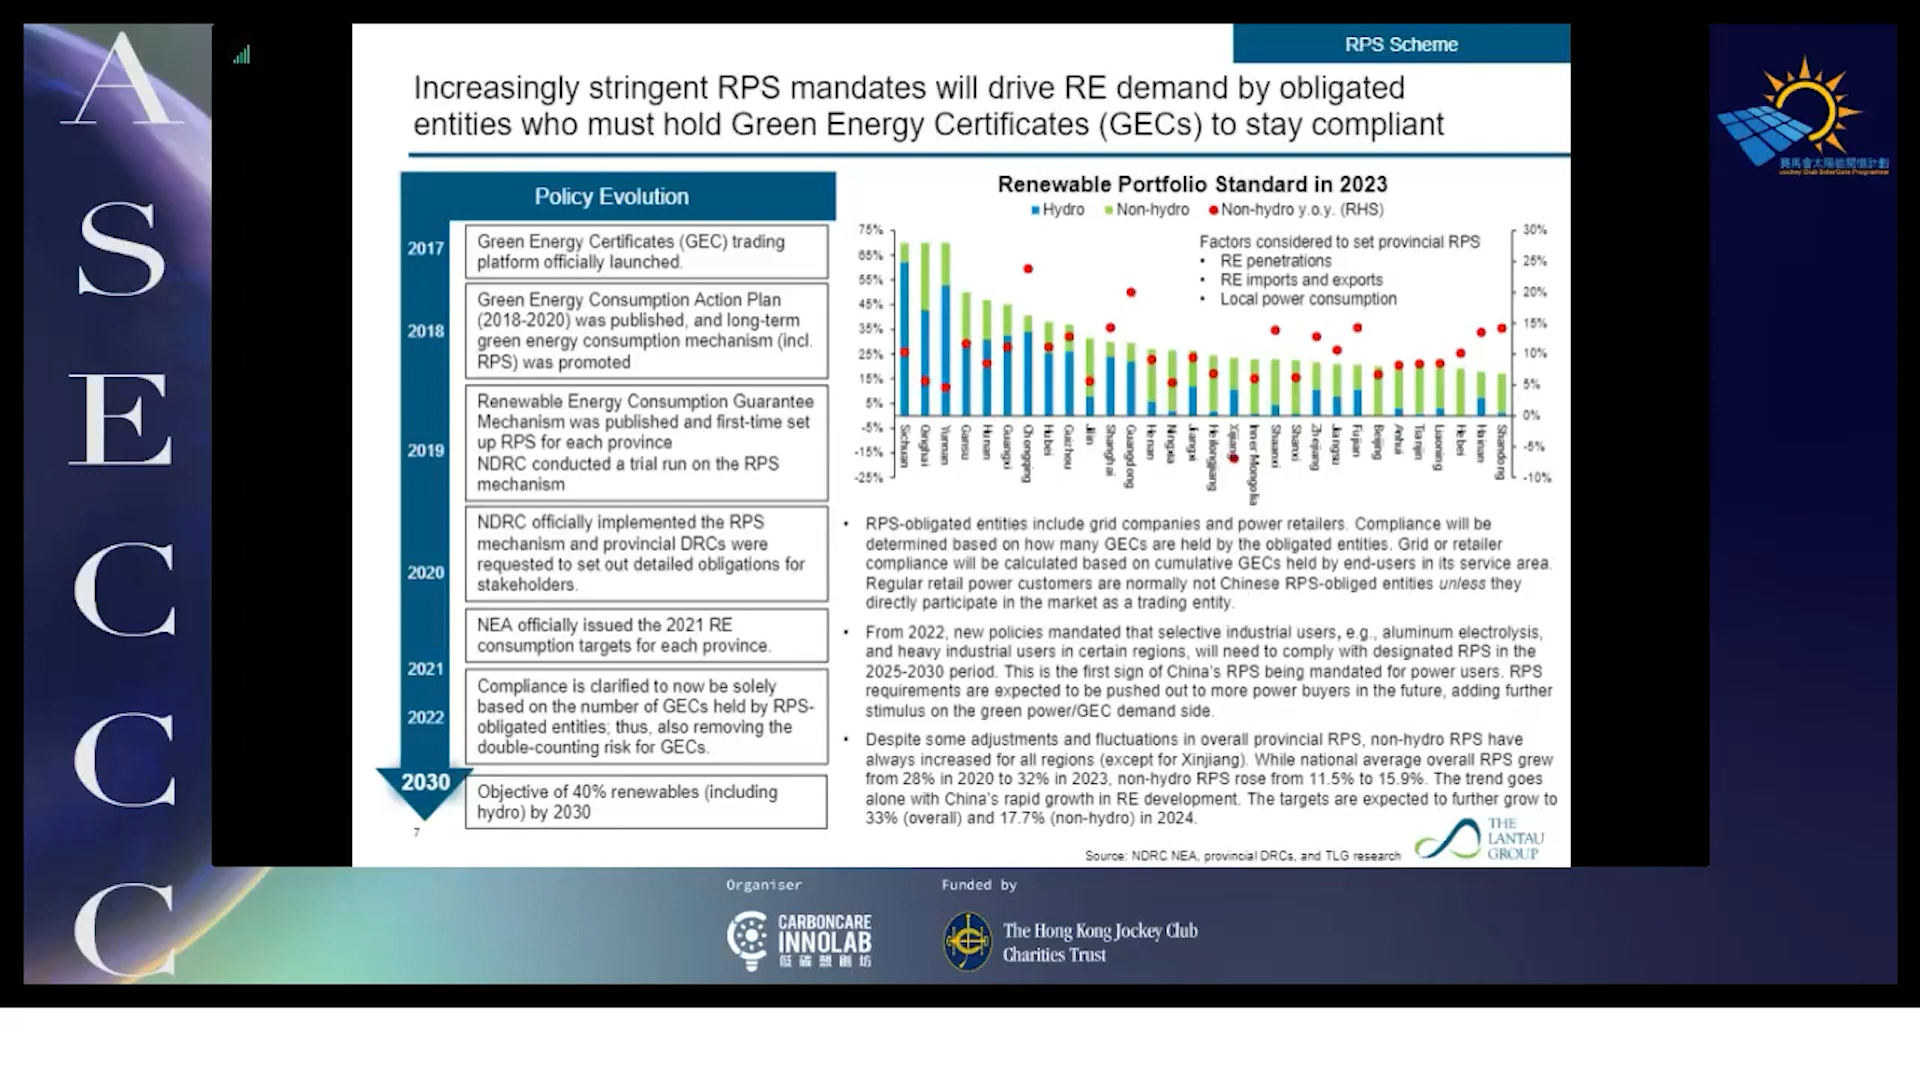 A
S
E
C
C
C
RPS Scheme
Increasingly stringent RPS mandates will drive RE demand by obligated
entities who must hold Green Energy Certificates (GECs) to stay compliant
Policy Evolution
2017
Green Energy Certificates (GEC) trading
platform officially launched.
2018
Green Energy Consumption Action Plan
(2018-2020) was published, and long-term
green energy consumption mechanism (incl.
RPS) was promoted
2019
Renewable Energy Consumption Guarantee
Mechanism was published and first-time set
up RPS for each province
NDRC conducted a trial run on the RPS
mechanism
2020
NDRC officially implemented the RPS
mechanism and provincial DRCs were
requested to set out detailed obligations for
stakeholders.
2021
NEA officially issued the 2021 RE
consumption targets for each province.
2022
Compliance is clarified to now be solely
based on the number of GECs held by RPS-
obligated entities; thus, also removing the
double-counting risk for GECs.
2030
Objective of 40% renewables (including
hydro) by 2030
7
Renewable Portfolio Standard in 2023
Hydro Non-hydro Non-hydro y.o.y. (RHS)
75%
65%
55%
45%
35%
25%
15%
5%
-5%
-15%
-25%
Factors considered to set provincial RPS
• RE penetrations
• RE imports and exports
• Local power consumption
30%
25%
20%
15%
10%
5%
0%
-5%
-10%
Sichuan
Qinghai
Yunnan
Gansu
Hunan
Guangxi
Chongqing
Hubei
Guizhou
Jilin
Shanghai
Guangdong
Henan
Ningxia
Jiangxi
Heilongjiang
Xinjiang
Inner Mongolia
Shaanxi
Shanxi
Zhejiang
Jiangsu
Fujian
Beijing
Anhui
Tianjin
Liaoning
Hebei
Hainan
Shandong
• RPS-obligated entities include grid companies and power retailers. Compliance will be
determined based on how many GECs are held by the obligated entities. Grid or retailer
compliance will be calculated based on cumulative GECs held by end-users in its service area.
Regular retail power customers are normally not Chinese RPS-obliged entities unless they
directly participate in the market as a trading entity.
• From 2022, new policies mandated that selective industrial users, e.g., aluminum electrolysis,
and heavy industrial users in certain regions, will need to comply with designated RPS in the
2025-2030 period. This is the first sign of China's RPS being mandated for power users. RPS
requirements are expected to be pushed out to more power buyers in the future, adding further
stimulus on the green power/GEC demand side.
• Despite some adjustments and fluctuations in overall provincial RPS, non-hydro RPS have
always increased for all regions (except for Xinjiang). While national average overall RPS grew
from 28% in 2020 to 32% in 2023, non-hydro RPS rose from 11.5% to 15.9%. The trend goes
alone with China's rapid growth in RE development. The targets are expected to further grow to
33% (overall) and 17.7% (non-hydro) in 2024.
Source: NDRC NEA, provincial DRCs, and TLG research
THE
LANTAU
GROUP
賽馬會太陽能關懷計劃
Jockey Club SolarCare Programme
Organiser
CARBONCARE
INNOLAB
低碳想創坊
Funded by
The Hong Kong Jockey Club
Charities Trust